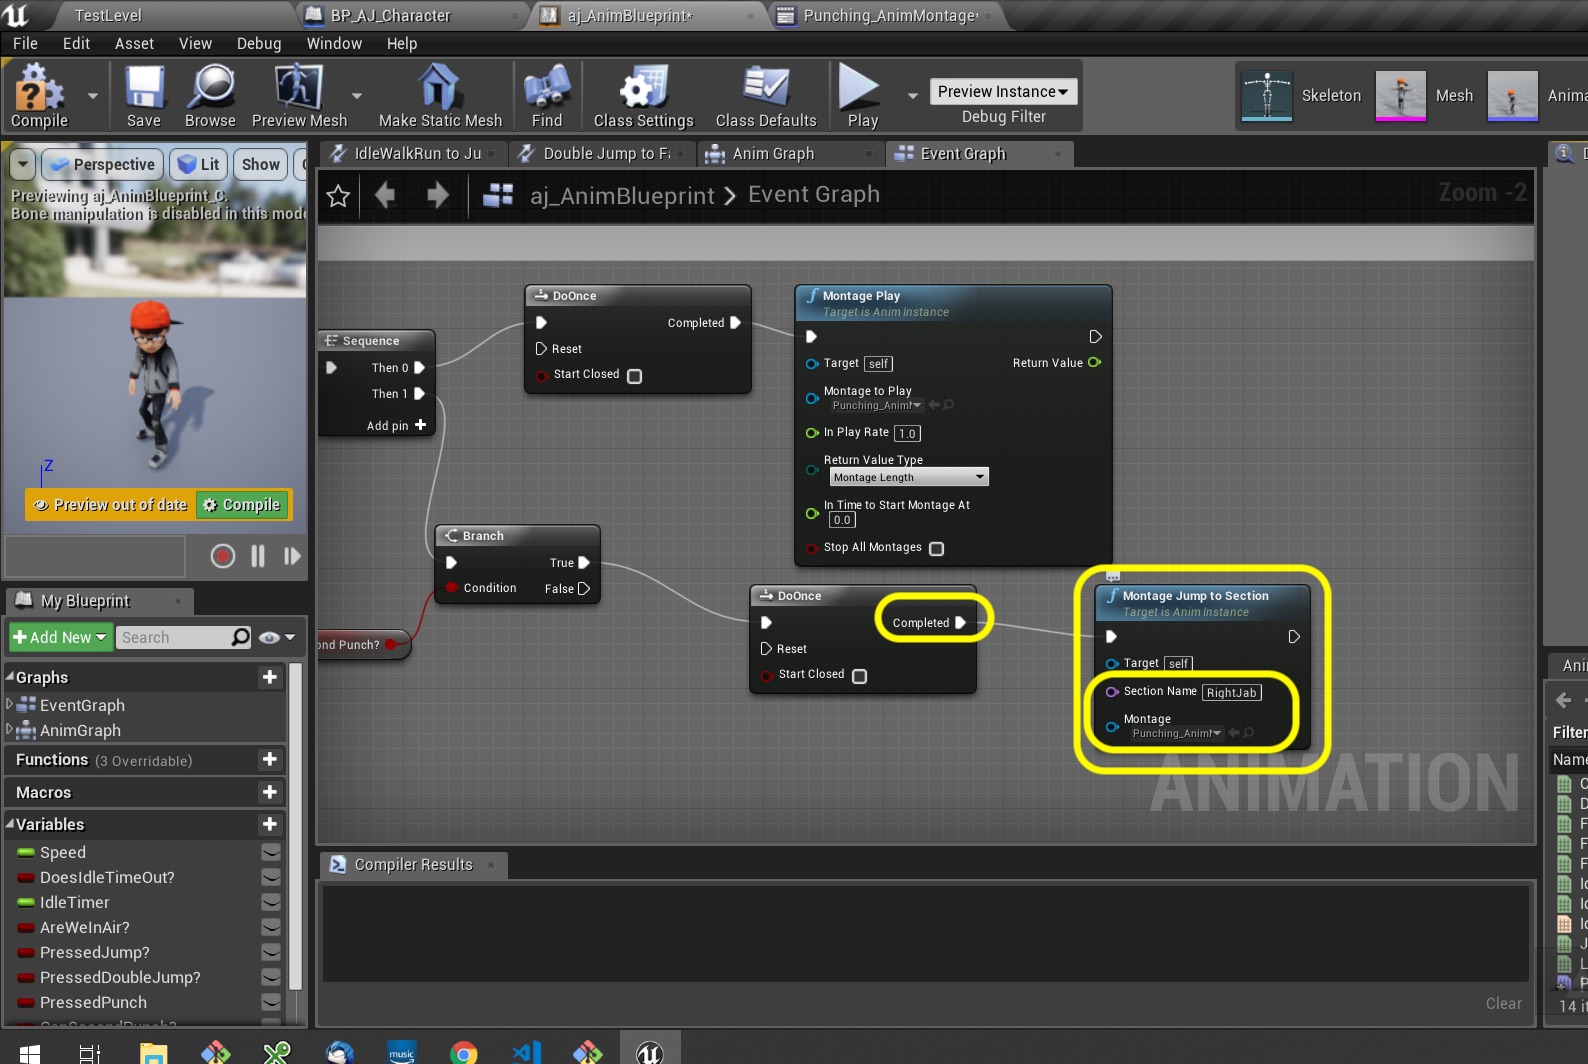 TestLevel
BP_AJ_Character
aj_AnimBlueprint*
Punching_AnimMontage*
File Edit Asset View Debug Window Help
Compile
Save
Browse
Preview Mesh
Make Static Mesh
Find
Class Settings
Class Defaults
Play
Preview Instance
Debug Filter
Skeleton
Mesh
Perspective
Lit
Show
Previewing aj_AnimBlueprint_C.
Bone manipulation is disabled in this mode
IdleWalkRun to Ju
Double Jump to Fa
Anim Graph
Event Graph
aj_AnimBlueprint > Event Graph
Zoom -2
Sequence
Then 0
Then 1
Add pin +
DoOnce
Completed
Reset
Start Closed
Montage Play
Target is Anim Instance
Target self
Return Value
Montage to Play
Punching_Anim
In Play Rate 1.0
Return Value Type
Montage Length
In Time to Start Montage At
0.0
Stop All Montages
Z
Preview out of date
Compile
Branch
True
Condition
False
ond Punch?
DoOnce
Completed
Reset
Start Closed
Montage Jump to Section
Target is Anim Instance
Target self
Section Name RightJab
Montage
Punching_Anim
ANIMATION
My Blueprint
+Add New
Search
Graphs
EventGraph
AnimGraph
Functions (3 Overridable)
Macros
Variables
Speed
DoesIdleTimeOut?
IdleTimer
AreWeInAir?
PressedJump?
PressedDoubleJump?
PressedPunch
Compiler Results
Clear
Filter
14 it
music